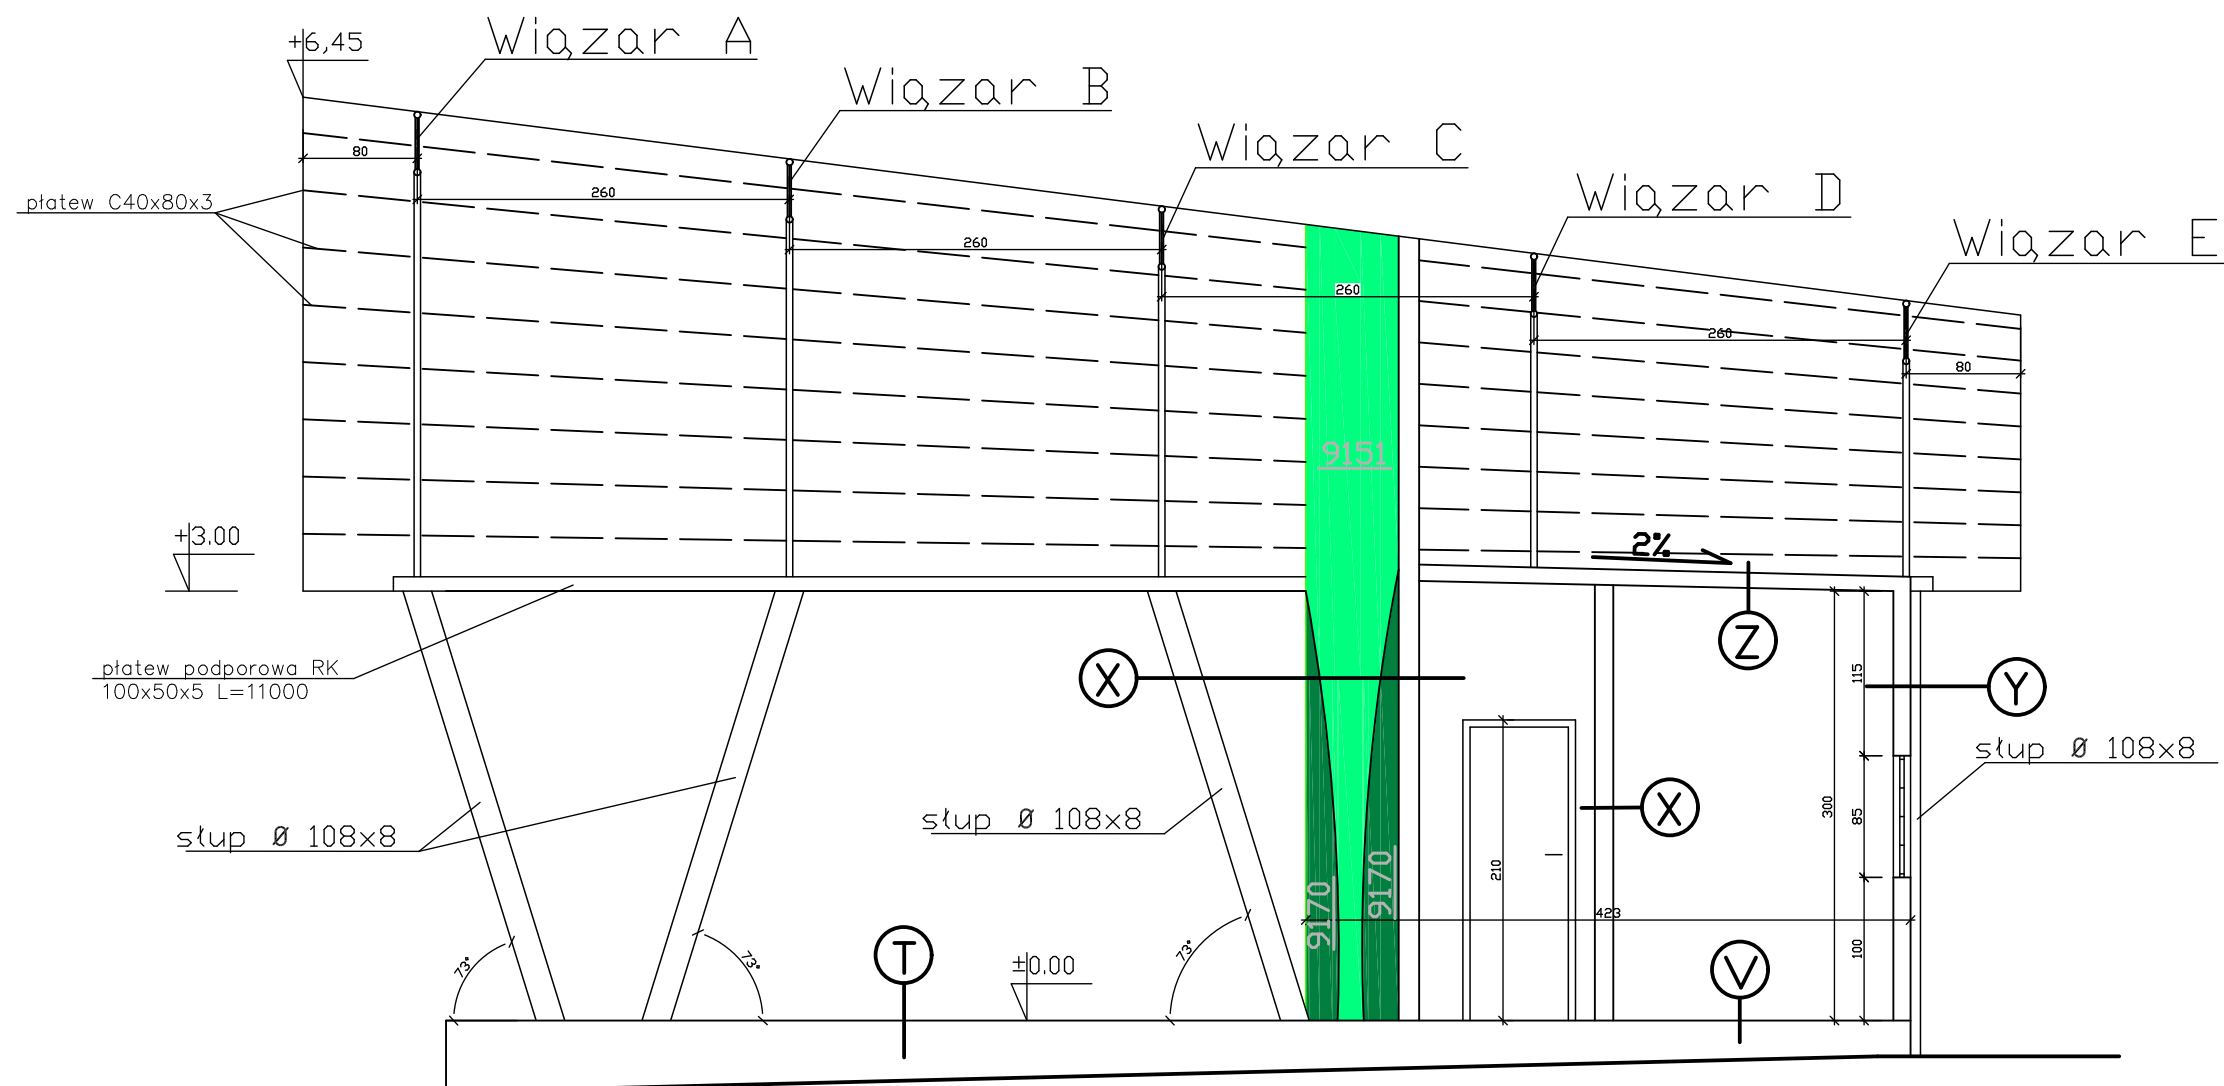 +6,45
Wiązar A
Wiązar B
Wiązar C
Wiązar D
Wiązar E
80
260
260
260
260
80
płatew C40x80x3
9151
+3.00
2%
Z
X
Y
115
płatew podporowa RK
100x50x5 L=11000
słup Ø 108x8
300
85
X
słup Ø 108x8
słup Ø 108x8
210
9170
9170
423
T
V
73°
73°
73°
±0.00
100